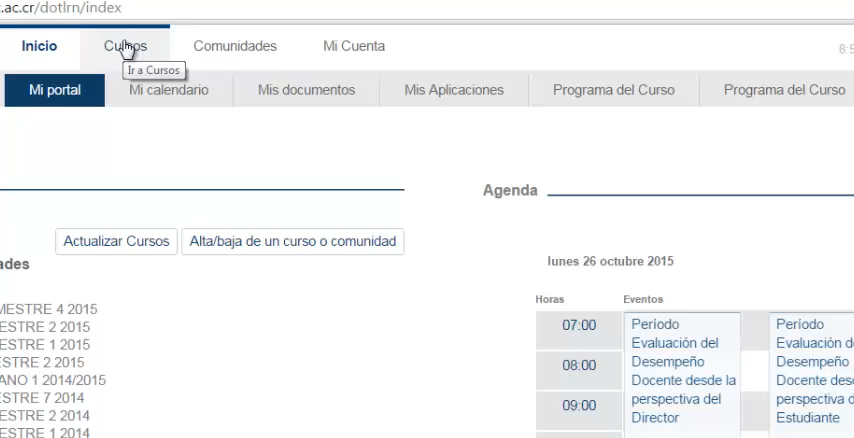 .ac.cr/dotlrn/index
Inicio Cursos Comunidades Mi Cuenta
Ir a Cursos
Mi portal Mi calendario Mis documentos Mis Aplicaciones Programa del Curso Programa del Curso
Agenda
Actualizar Cursos Alta/baja de un curso o comunidad
ades
lunes 26 octubre 2015
Horas Eventos
MESTRE 4 2015
ESTRE 2 2015
ESTRE 1 2015
ESTRE 2 2015
ANO 1 2014/2015
ESTRE 7 2014
ESTRE 2 2014
ESTRE 1 2014
07:00
08:00
09:00
Período
Evaluación del
Desempeño
Docente desde la
perspectiva del
Director
Período
Evaluación d
Desempeño
Docente des
perspectiva d
Estudiante